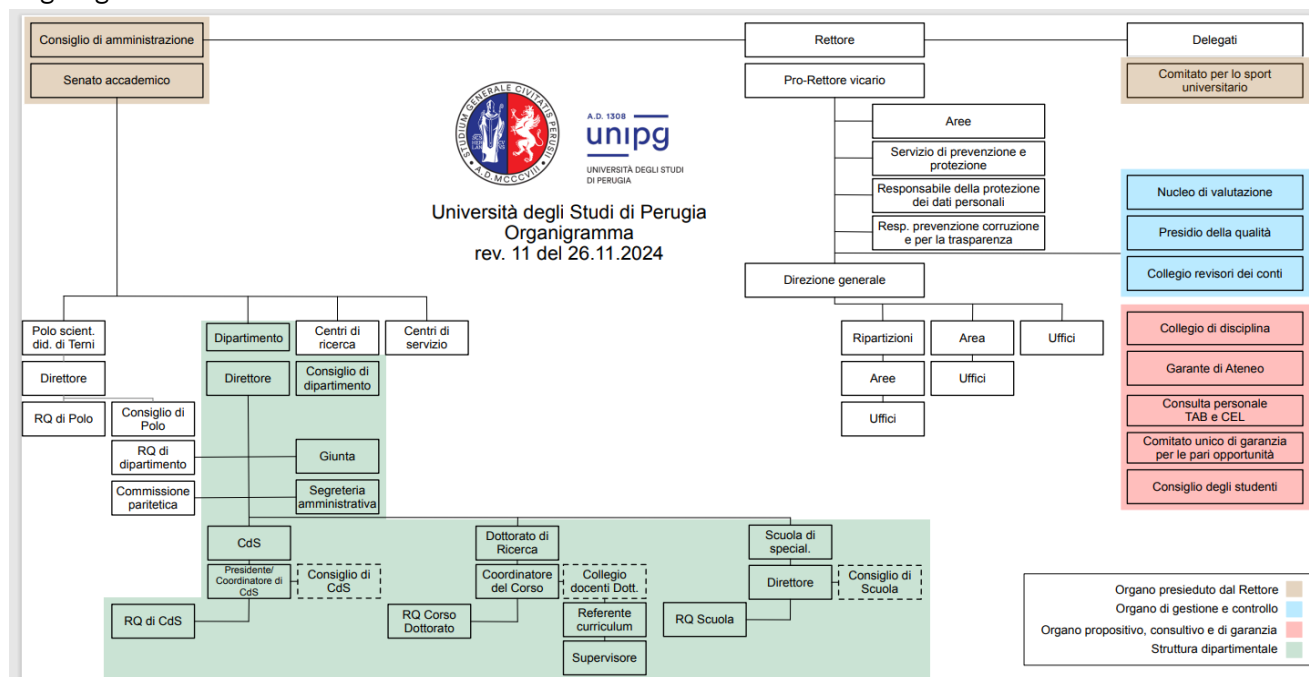 Consiglio di amministrazione
Rettore
Delegati
Senato accademico
Pro-Rettore vicario
Comitato per lo sport
universitario
STUDIUM GENERALE CIVITATIS PERUSII
A.D. MCCCVIII
A.D. 1308
unipg
UNIVERSITÀ DEGLI STUDI
DI PERUGIA
Università degli Studi di Perugia
Organigramma
rev. 11 del 26.11.2024
Aree
Servizio di prevenzione e
protezione
Responsabile della protezione
dei dati personali
Resp. prevenzione corruzione
e per la trasparenza
Nucleo di valutazione
Presidio della qualità
Collegio revisori dei conti
Direzione generale
Polo scient.
did. di Terni
Dipartimento
Centri di
ricerca
Centri di
servizio
Ripartizioni
Area
Uffici
Collegio di disciplina
Direttore
Direttore
Consiglio di
dipartimento
Aree
Uffici
Garante di Ateneo
RQ di Polo
Consiglio di
Polo
Uffici
Consulta personale
TAB e CEL
RQ di
dipartimento
Giunta
Comitato unico di garanzia
per le pari opportunità
Commissione
paritetica
Segreteria
amministrativa
Consiglio degli studenti
CdS
Dottorato di
Ricerca
Scuola di
special.
Presidente/
Coordinatore di
CdS
Consiglio di
CdS
Coordinatore
del Corso
Collegio
docenti Dott.
Direttore
Consiglio di
Scuola
RQ di CdS
RQ Corso
Dottorato
Referente
curriculum
RQ Scuola
Supervisore
Organo presieduto dal Rettore
Organo di gestione e controllo
Organo propositivo, consultivo e di garanzia
Struttura dipartimentale